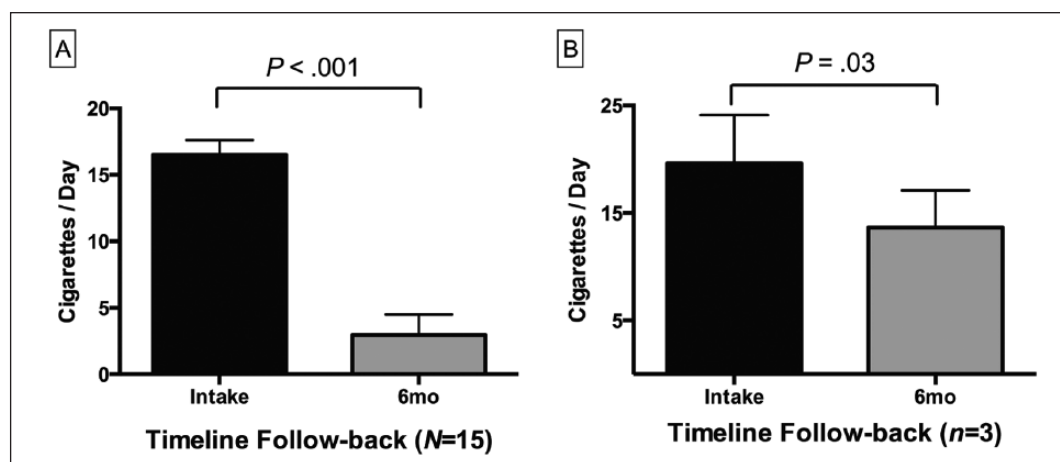 A
P < .001
20
15
10
5
0
Cigarettes / Day
Intake
6mo
Timeline Follow-back (N=15)
B
P = .03
25
15
5
Cigarettes / Day
Intake
6mo
Timeline Follow-back (n=3)